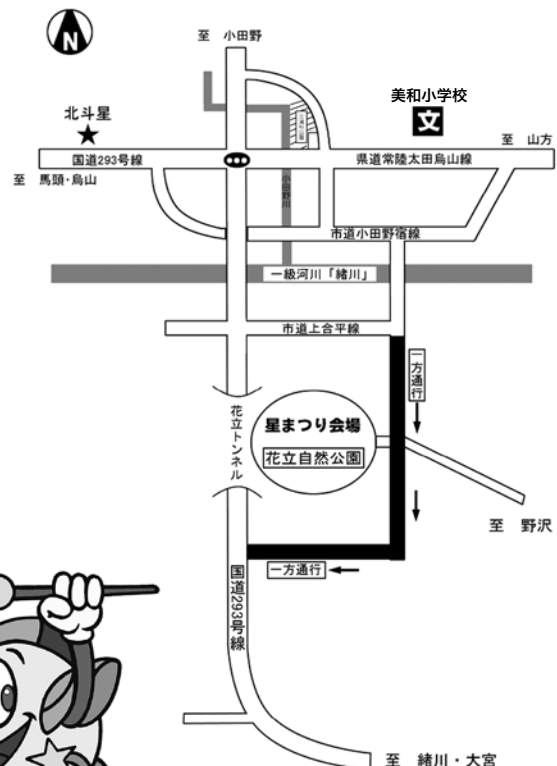 N
至 小田野
北斗星
美和小学校
文
至 山方
国道293号線
県道常陸太田烏山線
至 馬頭・烏山
小田野川
市道小田野宿線
一級河川「緒川」
市道上合平線
一方通行
花立トンネル
星まつり会場
花立自然公園
至 野沢
一方通行
国道293号線
至 緒川・大宮